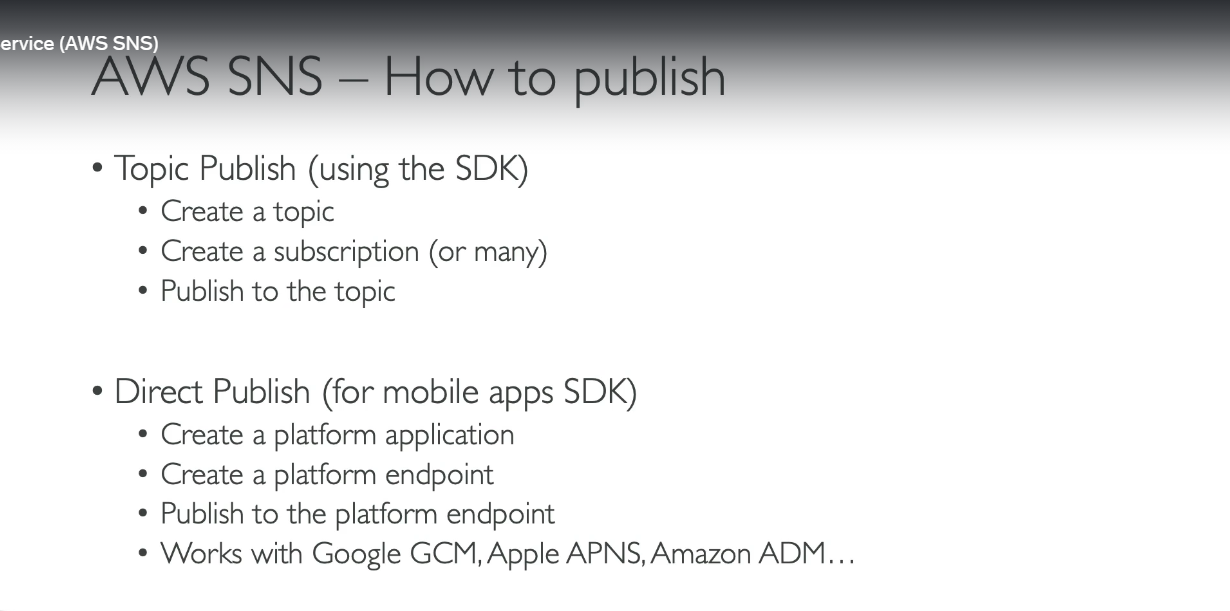 ervice (AWS SNS)
AWS SNS – How to publish
• Topic Publish (using the SDK)
• Create a topic
• Create a subscription (or many)
• Publish to the topic
• Direct Publish (for mobile apps SDK)
• Create a platform application
• Create a platform endpoint
• Publish to the platform endpoint
• Works with Google GCM, Apple APNS, Amazon ADM…